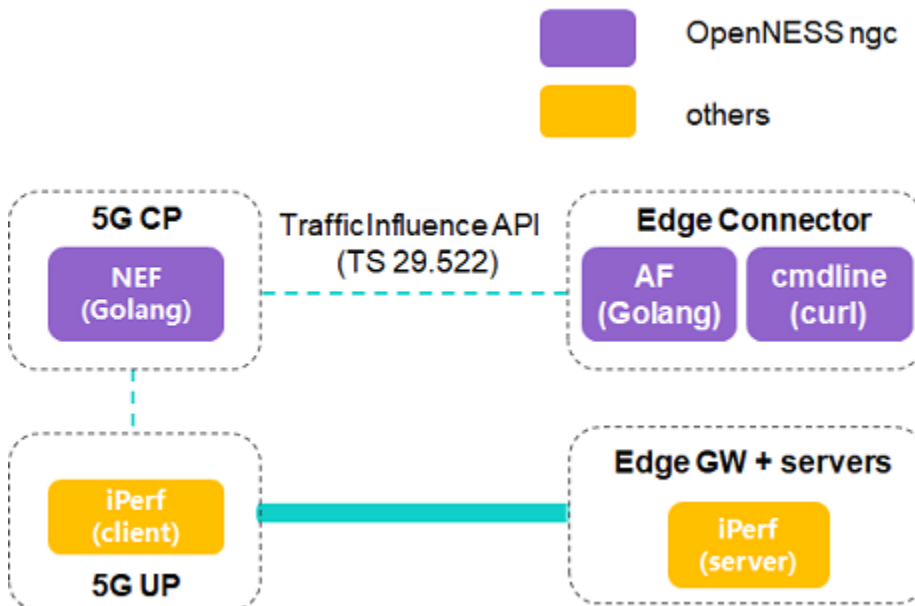 OpenNESS ngc
others
5G CP
NEF
(Golang)
TrafficInfluence API
(TS 29.522)
Edge Connector
AF
(Golang)
cmdline
(curl)
iPerf
(client)
5G UP
Edge GW + servers
iPerf
(server)